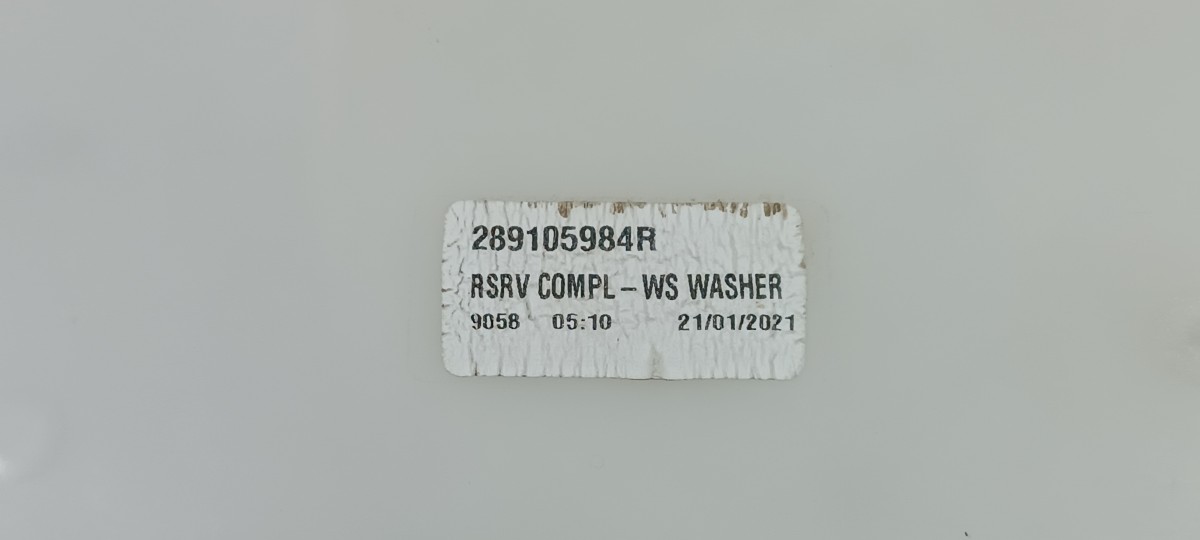 289105984R
RSRV COMPL – WS WASHER
9058 05:10 21/01/2021